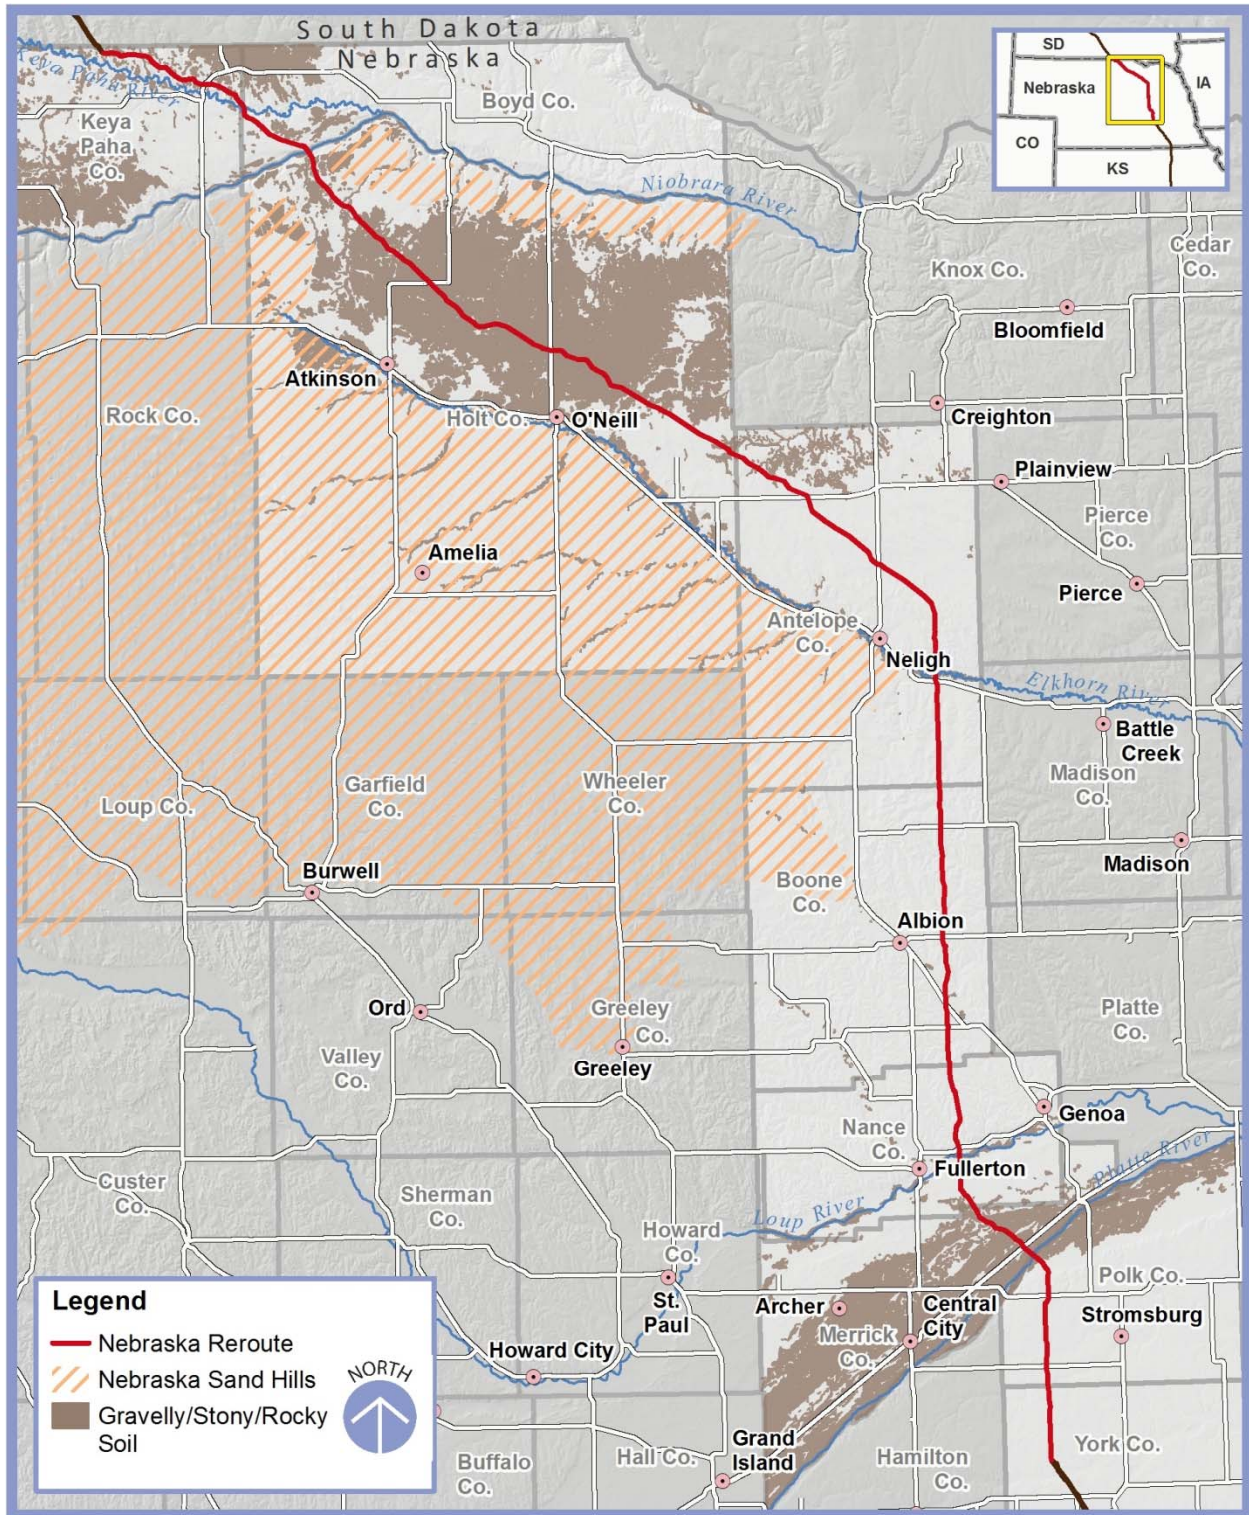 South Dakota
Nebraska
Keya Paha River
Keya
Paha
Co.
Boyd Co.
Niobrara River
SD
Nebraska
IA
CO
KS
Cedar
Co.
Knox Co.
Bloomfield
Atkinson
Rock Co.
Holt Co.
O'Neill
Creighton
Plainview
Pierce
Co.
Amelia
Pierce
Antelope
Co.
Neligh
Elkhorn River
Battle
Creek
Madison
Co.
Loup Co.
Garfield
Co.
Wheeler
Co.
Madison
Burwell
Boone
Co.
Albion
Ord
Greeley
Co.
Platte
Co.
Valley
Co.
Greeley
Genoa
Nance
Co.
Fullerton
Platte River
Custer
Co.
Sherman
Co.
Loup River
Howard
Co.
Polk Co.
St.
Paul
Archer
Central
City
Stromsburg
Merrick
Co.
Howard City
Grand
Island
York Co.
Hall Co.
Hamilton
Co.
Buffalo
Co.
Legend
Nebraska Reroute
Nebraska Sand Hills
Gravelly/Stony/Rocky
Soil
NORTH